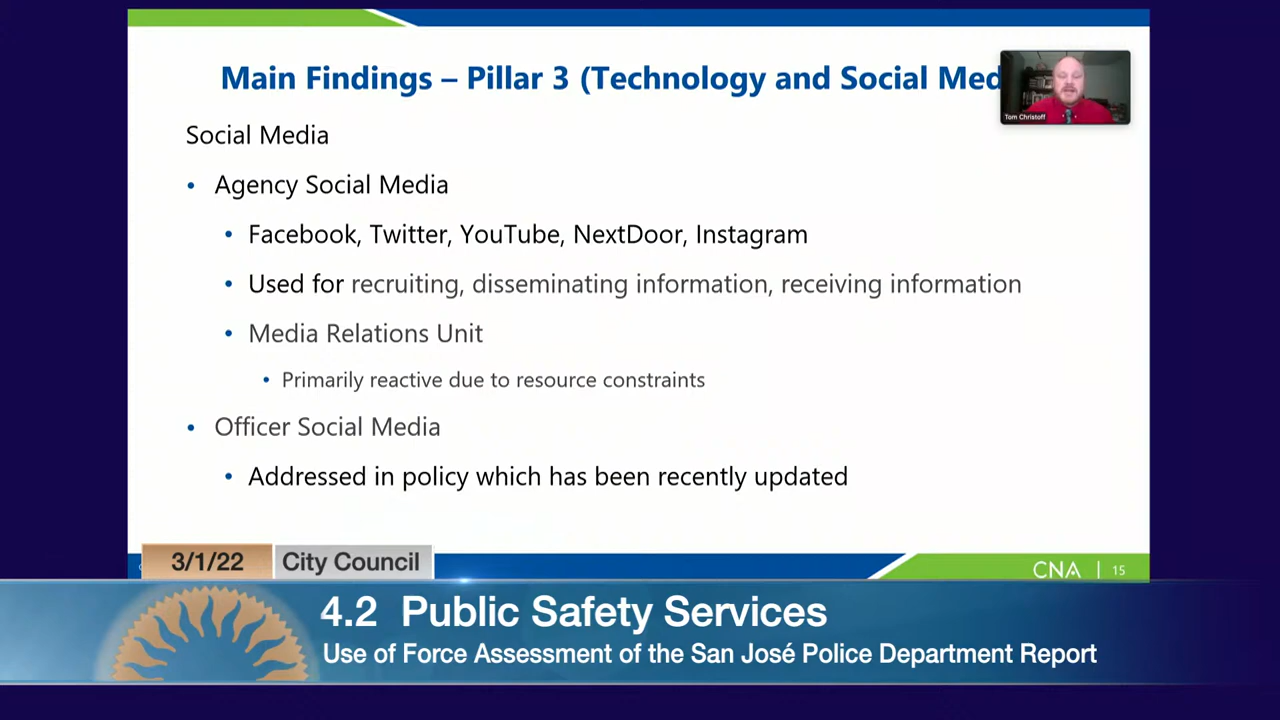 Main Findings – Pillar 3 (Technology and Social Med
Tom Christoff
Social Media
• Agency Social Media
• Facebook, Twitter, YouTube, NextDoor, Instagram
• Used for recruiting, disseminating information, receiving information
• Media Relations Unit
• Primarily reactive due to resource constraints
• Officer Social Media
• Addressed in policy which has been recently updated
3/1/22 City Council
CNA | 15
4.2 Public Safety Services
Use of Force Assessment of the San José Police Department Report